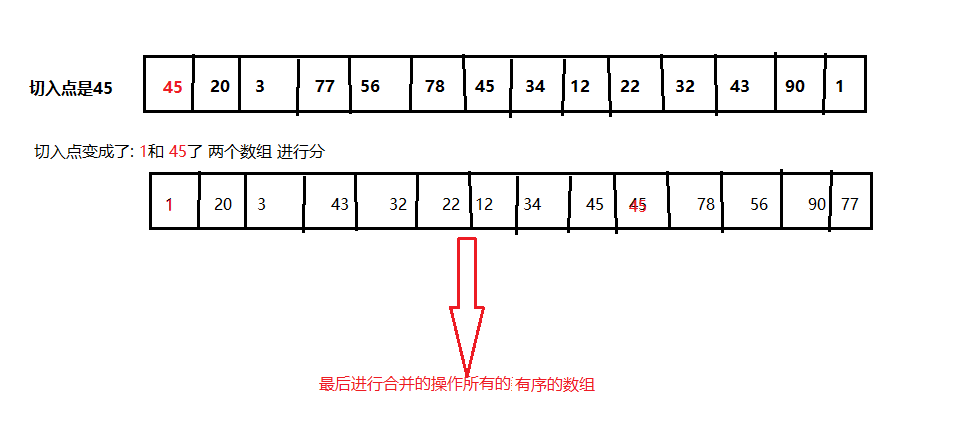 切入点是45 45 20 3 77 56 78 45 34 12 22 32 43 90 1
切入点变成了: 1和 45了 两个数组 进行分
1 20 3 43 32 22 12 34 45 45 78 56 90 77
最后进行合并的操作所有的有序的数组